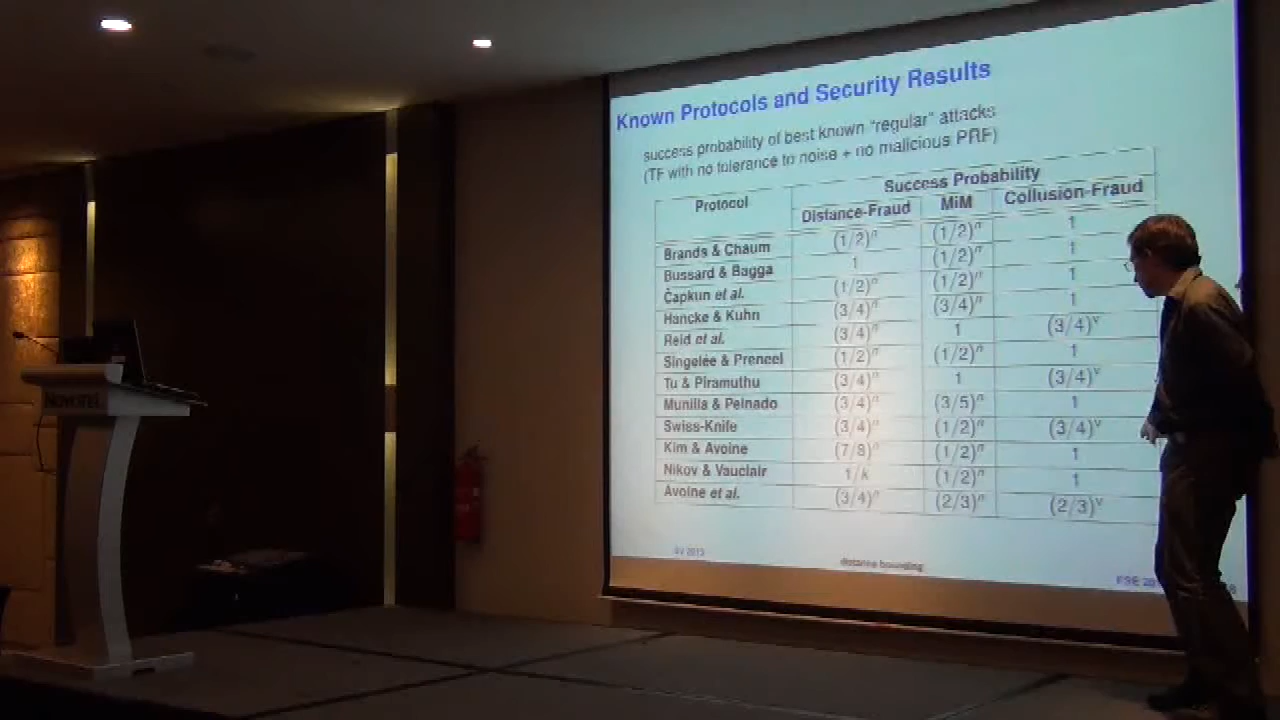 Known Protocols and Security Results
success probability of best known "regular" attacks
(TF with no tolerance to noise + no malicious PRF)
Success Probability
Protocol Distance-Fraud MiM Collusion-Fraud
Brands & Chaum (1/2)ⁿ (1/2)ⁿ 1
Bussard & Bagga 1 (1/2)ⁿ 1
Čapkun et al. (1/2)ⁿ (1/2)ⁿ 1
Hancke & Kuhn (3/4)ⁿ (3/4)ⁿ 1
Reid et al. (3/4)ⁿ 1 (3/4)ᵛ
Singelée & Preneel (1/2)ⁿ (1/2)ⁿ 1
Tu & Piramuthu (3/4)ⁿ 1 (3/4)ᵛ
Munilla & Peinado (3/4)ⁿ (3/5)ⁿ 1
Swiss-Knife (3/4)ⁿ (1/2)ⁿ (3/4)ᵛ
Kim & Avoine (7/8)ⁿ (1/2)ⁿ 1
Nikov & Vauclair 1/k (1/2)ⁿ 1
Avoine et al. (3/4)ⁿ (2/3)ⁿ (2/3)ᵛ
SV 2013 distance bounding FSE
NOVOTEL